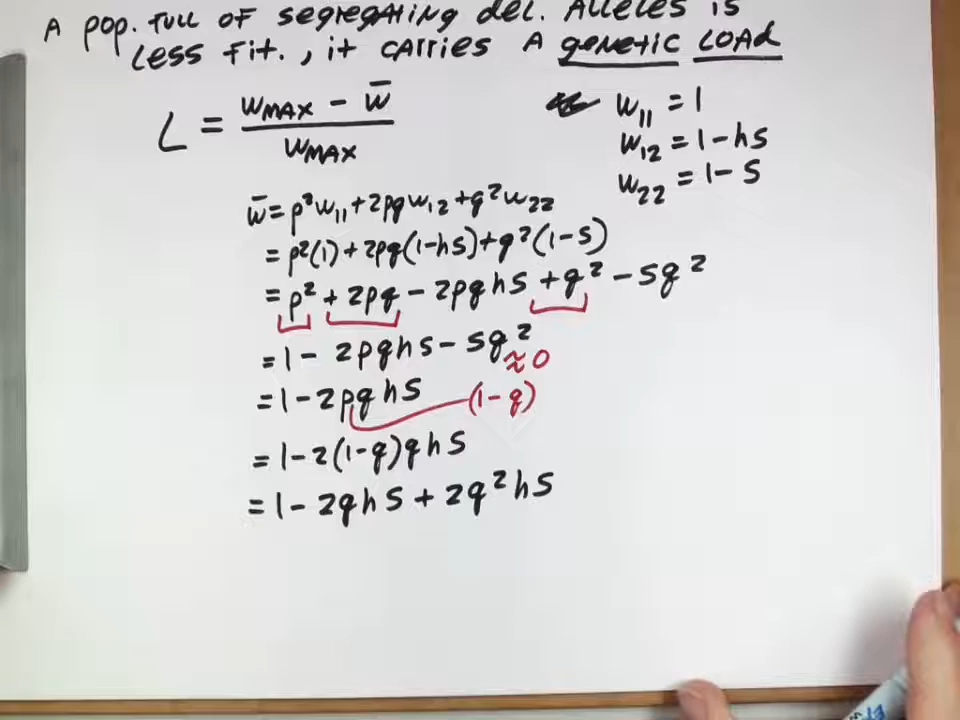 A pop. full of segregating del. Alleles is
less fit., it carries A genetic Load
L = (wMAX - w̄) / wMAX
w11 = 1
w12 = 1-hs
w22 = 1-s
w̄ = p²w11+2pqw12+q²w22
= p²(1)+2pq(1-hs)+q²(1-s)
= p² + 2pq - 2pqhs + q² - sq²
= 1 - 2pqhs - sq²
≈ 0
= 1 - 2pqhs (1-q)
= 1-2(1-q)qhs
= 1 - 2qhs + 2q²hs